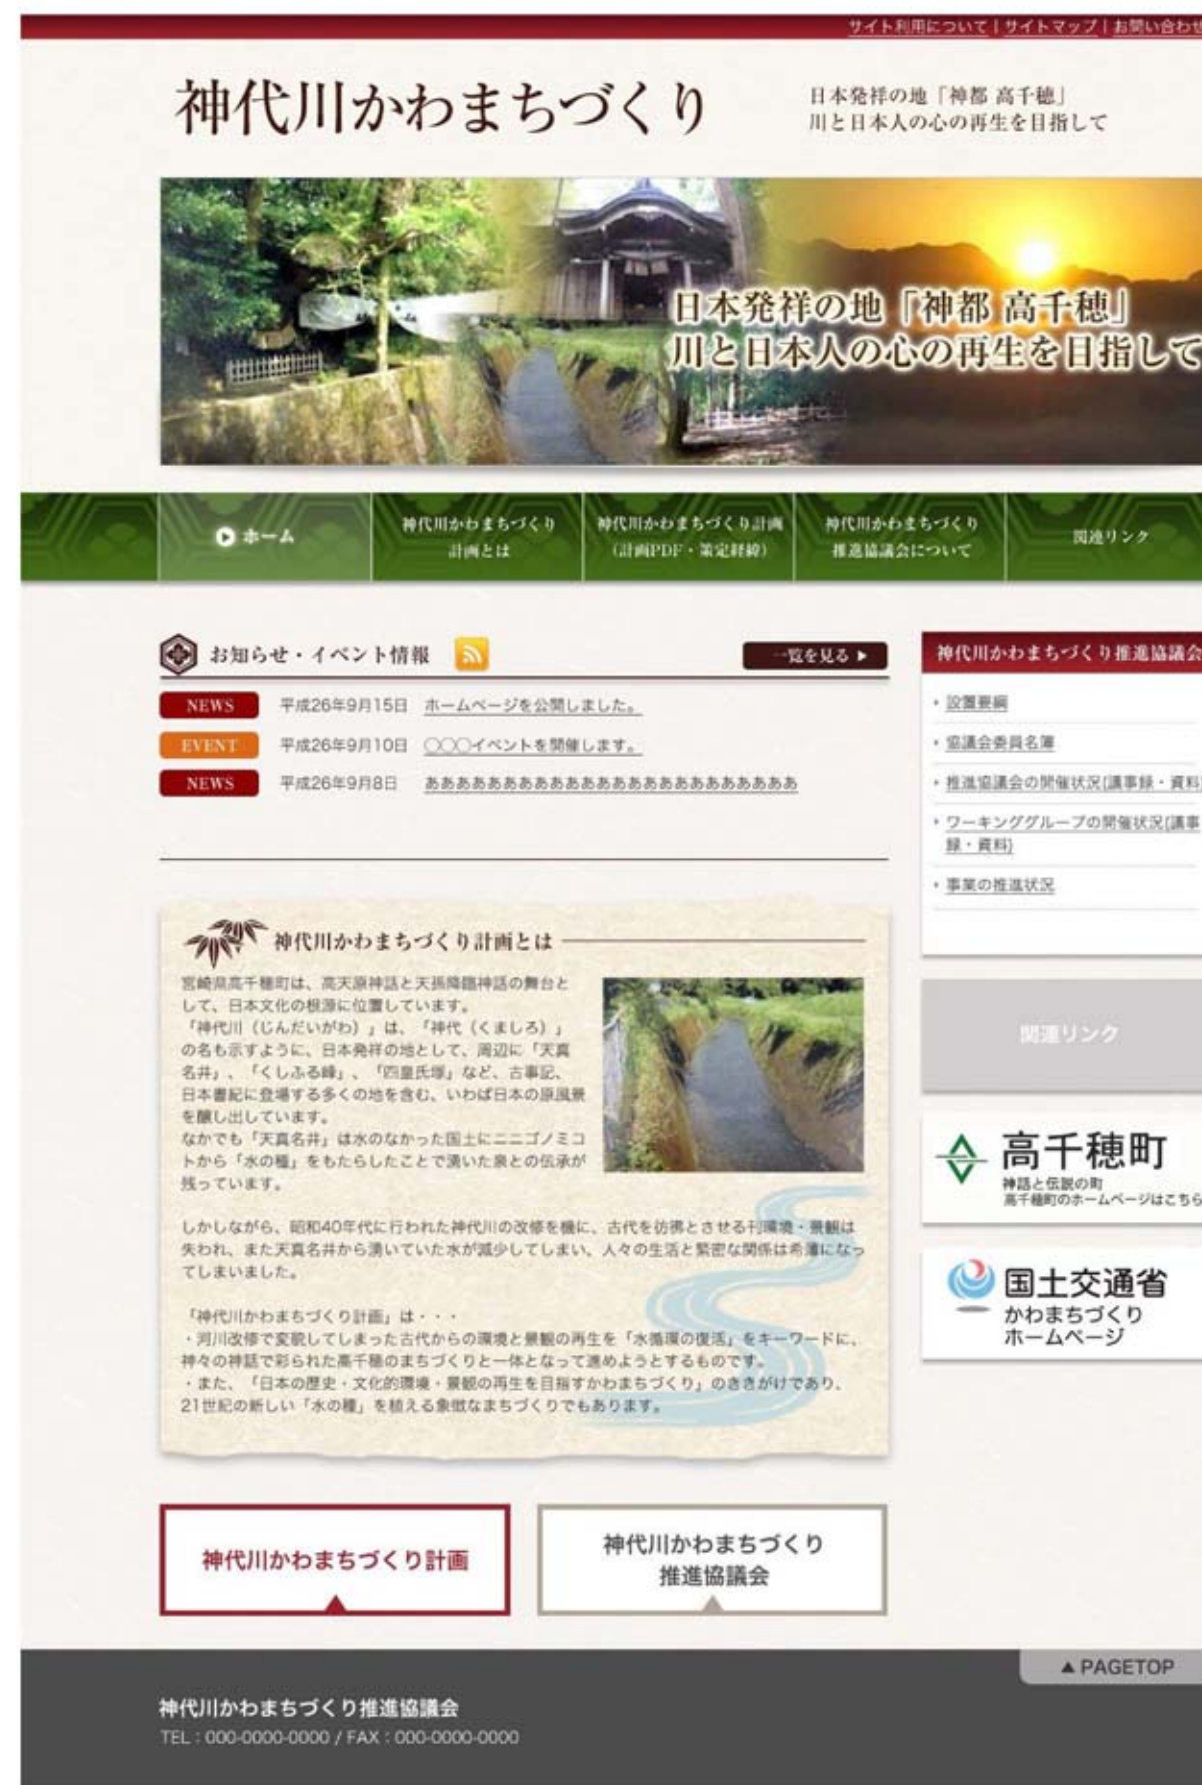 サイト利用について | サイトマップ | お問い合わせ
神代川かわまちづくり
日本発祥の地「神都 高千穂」
川と日本人の心の再生を目指して
日本発祥の地「神都 高千穂」
川と日本人の心の再生を目指して
ホーム
神代川かわまちづくり
計画とは
神代川かわまちづくり計画
(計画PDF・策定経緯)
神代川かわまちづくり
推進協議会について
関連リンク
お知らせ・イベント情報
一覧を見る ▶
NEWS 平成26年9月15日 ホームページを公開しました。
EVENT 平成26年9月10日 ○○○イベントを開催します。
NEWS 平成26年9月8日 ああああああああああああああああああああああああ
神代川かわまちづくり推進協議会
設置要綱
協議会委員名簿
推進協議会の開催状況(議事録・資料
ワーキンググループの開催状況(議事
録・資料)
事業の推進状況
神代川かわまちづくり計画とは
宮崎県高千穂町は、高天原神話と天孫降臨神話の舞台と
して、日本文化の根源に位置しています。
「神代川(じんだいがわ)」は、「神代(くましろ)」
の名も示すように、日本発祥の地として、周辺に「天真
名井」、「くしふる峰」、「四皇氏塚」など、古事記、
日本書紀に登場する多くの地を含む、いわば日本の原風景
を醸し出しています。
なかでも「天真名井」は水のなかった国土にニニゴノミコ
トから「水の種」をもたらしたことで湧いた泉との伝承が
残っています。
しかしながら、昭和40年代に行われた神代川の改修を機に、古代を彷彿とさせる刊環境・景観は
失われ、また天真名井から湧いていた水が減少してしまい、人々の生活と緊密な関係は希薄になっ
てしまいました。
「神代川かわまちづくり計画」は・・・
・河川改修で変貌してしまった古代からの環境と景観の再生を「水循環の復活」をキーワードに、
神々の神話で彩られた高千穂のまちづくりと一体となって進めようとするものです。
・また、「日本の歴史・文化的環境・景観の再生を目指すかわまちづくり」のさきがけであり、
21世紀の新しい「水の種」を植える象徴なまちづくりでもあります。
関連リンク
高千穂町
神話と伝説の町
高千穂町のホームページはこちら
国土交通省
かわまちづくり
ホームページ
神代川かわまちづくり計画
神代川かわまちづくり
推進協議会
▲ PAGETOP
神代川かわまちづくり推進協議会
TEL:000-0000-0000 / FAX:000-0000-0000